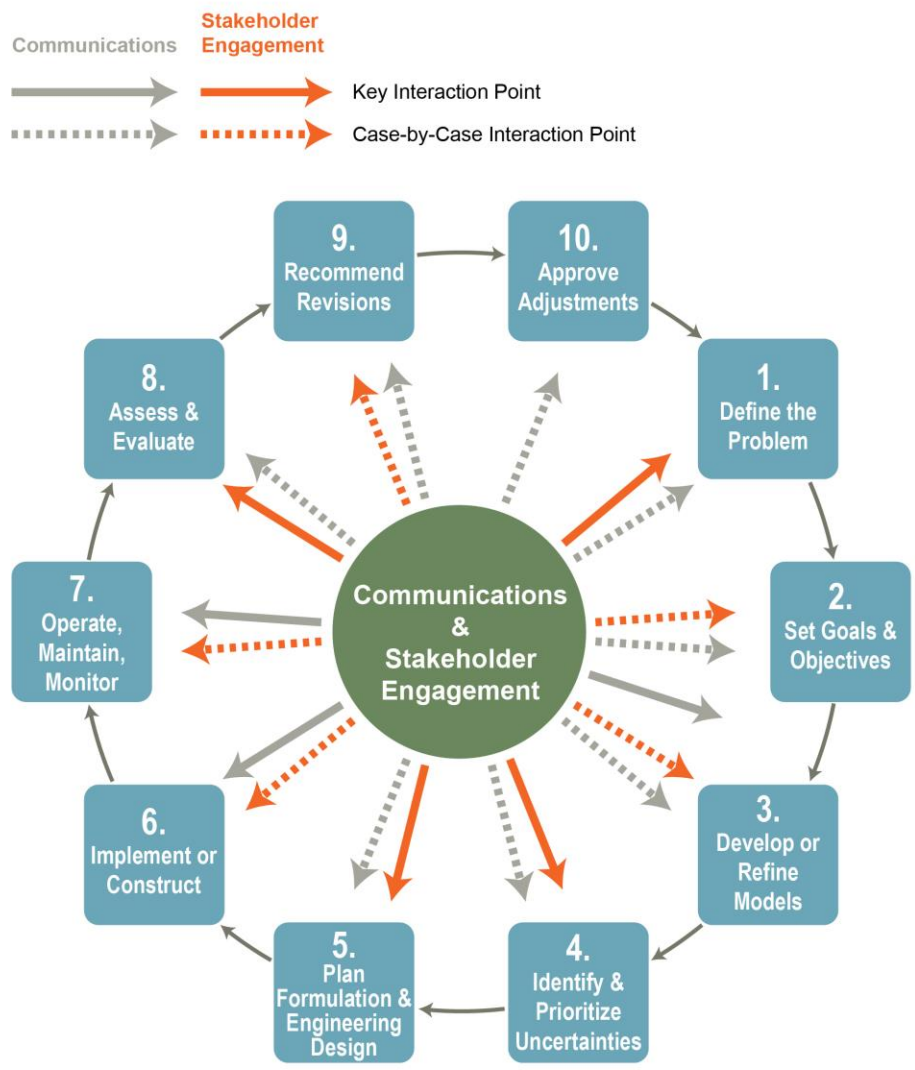 Communications
Stakeholder
Engagement
Key Interaction Point
Case-by-Case Interaction Point
9.
Recommend
Revisions
10.
Approve
Adjustments
8.
Assess &
Evaluate
1.
Define the
Problem
7.
Operate,
Maintain,
Monitor
Communications
&
Stakeholder
Engagement
2.
Set Goals &
Objectives
6.
Implement or
Construct
3.
Develop or
Refine
Models
5.
Plan
Formulation &
Engineering
Design
4.
Identify &
Prioritize
Uncertainties